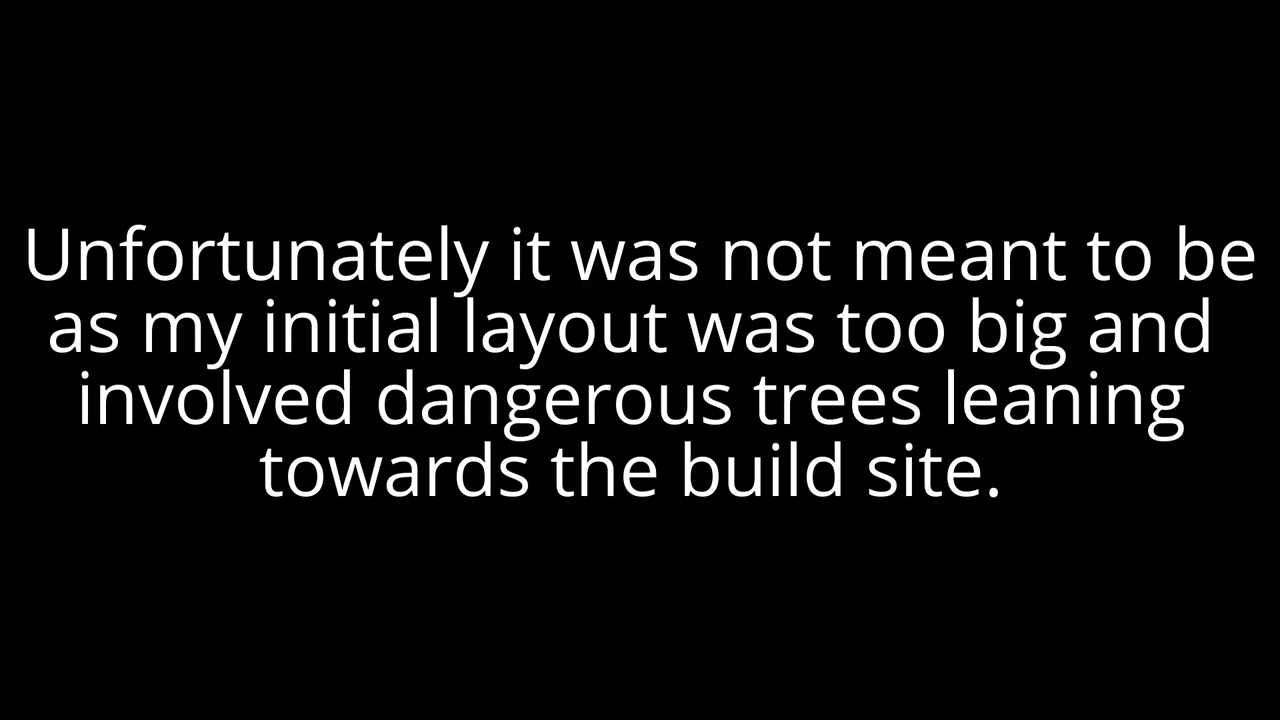 Unfortunately it was not meant to be
as my initial layout was too big and
involved dangerous trees leaning
towards the build site.